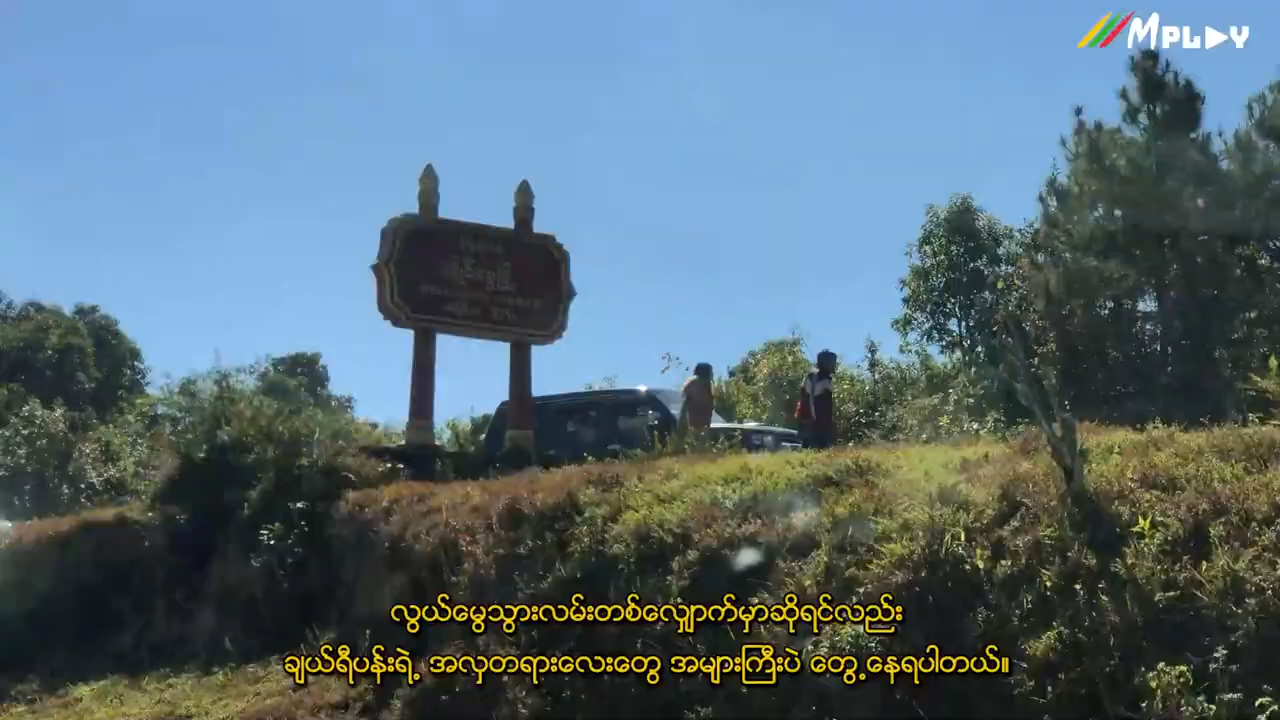 MPLAY
လွယ်မွေသွားလမ်းတစ်လျှောက်မှာဆိုရင်လည်း
ချယ်ရီပန်းရဲ့ အလှတရားလေးတွေ အများကြီးပဲ တွေ့နေရပါတယ်။